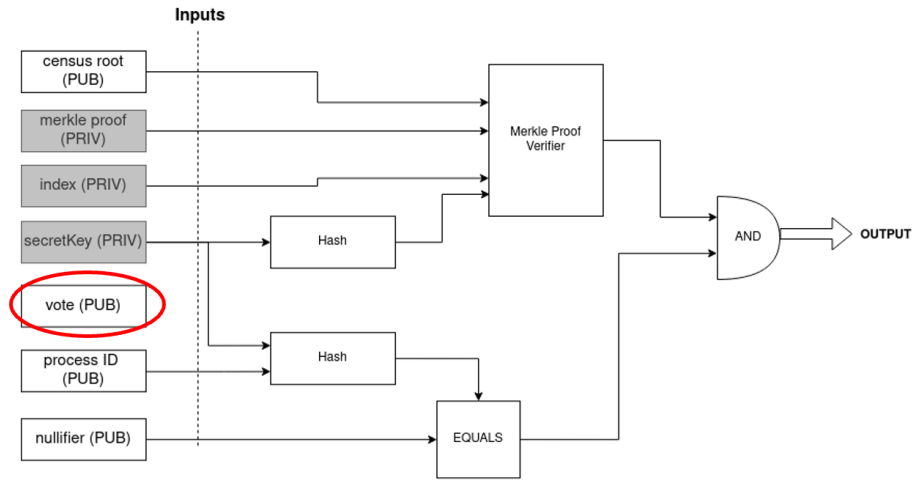 Inputs
census root
(PUB)
merkle proof
(PRIV)
index (PRIV)
secretKey (PRIV)
vote (PUB)
process ID
(PUB)
nullifier (PUB)
Hash
Hash
Merkle Proof
Verifier
EQUALS
AND
OUTPUT